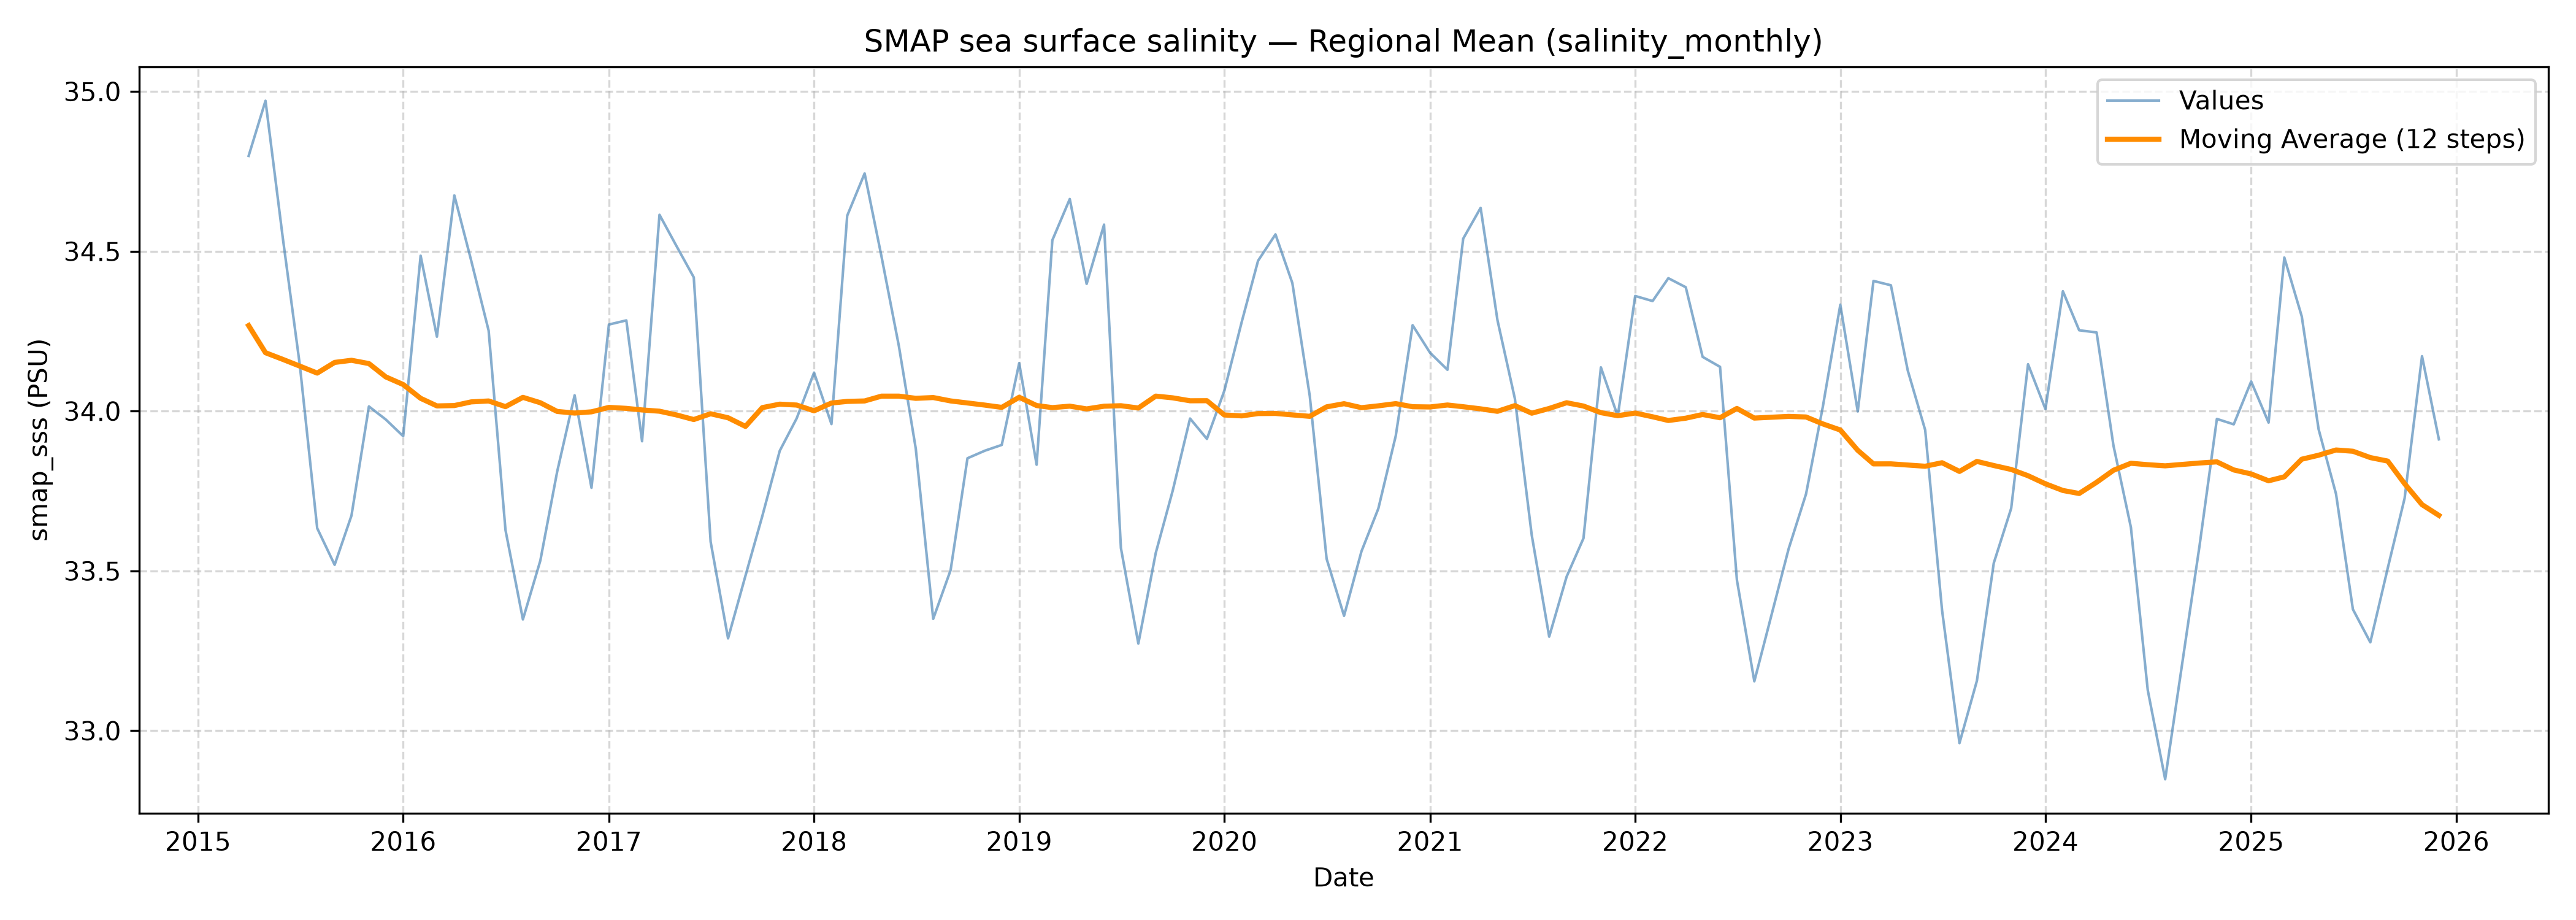 SMAP sea surface salinity — Regional Mean (salinity_monthly)
smap_sss (PSU)
35.0
34.5
34.0
33.5
33.0
Values
Moving Average (12 steps)
2015 2016 2017 2018 2019 2020 2021 2022 2023 2024 2025 2026
Date